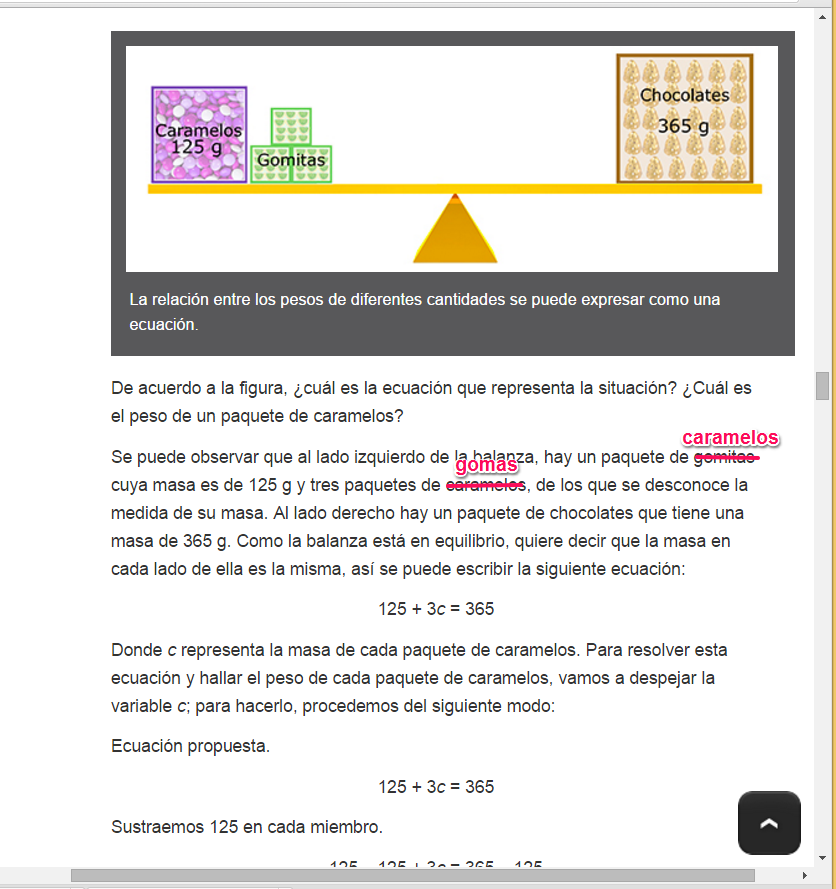 Caramelos
125 g
Gomitas
Chocolates
365 g
La relación entre los pesos de diferentes cantidades se puede expresar como una
ecuación.
De acuerdo a la figura, ¿cuál es la ecuación que representa la situación? ¿Cuál es
el peso de un paquete de caramelos?
caramelos
Se puede observar que al lado izquierdo de la balanza, hay un paquete de gomitas
gomas
cuya masa es de 125 g y tres paquetes de caramelos, de los que se desconoce la
medida de su masa. Al lado derecho hay un paquete de chocolates que tiene una
masa de 365 g. Como la balanza está en equilibrio, quiere decir que la masa en
cada lado de ella es la misma, así se puede escribir la siguiente ecuación:
125 + 3c = 365
Donde c representa la masa de cada paquete de caramelos. Para resolver esta
ecuación y hallar el peso de cada paquete de caramelos, vamos a despejar la
variable c; para hacerlo, procedemos del siguiente modo:
Ecuación propuesta.
125 + 3c = 365
Sustraemos 125 en cada miembro.
125 – 125 + 3c = 365 – 125